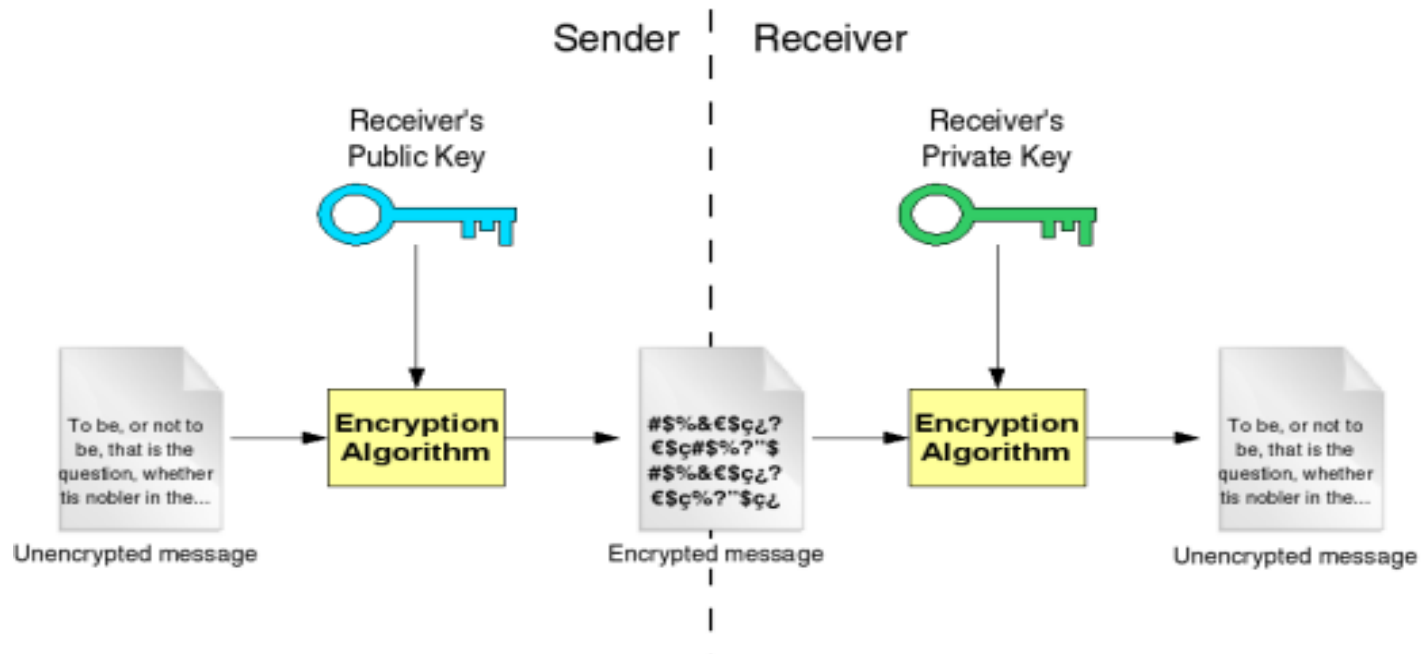 Sender
Receiver
Receiver's
Public Key
Receiver's
Private Key
To be, or not to
be, that is the
question, whether
tis nobler in the...
Unencrypted message
Encryption
Algorithm
#$%&€$ç¿?
€$ç#$%?"$
#$%&€$ç¿?
€$ç%?"$ç¿
Encrypted message
Encryption
Algorithm
To be, or not to
be, that is the
question, whether
tis nobler in the...
Unencrypted message